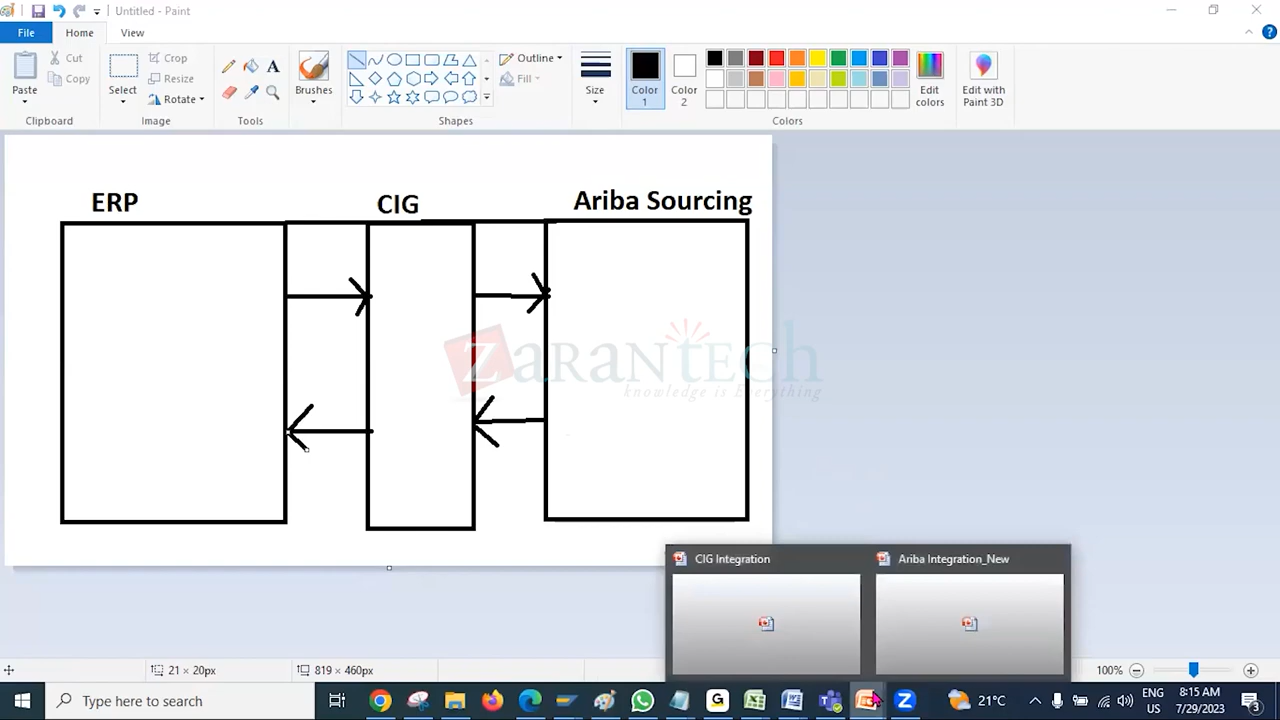 Untitled - Paint
File
Home
View
Paste
Cut
Copy
Clipboard
Select
Crop
Resize
Rotate
Image
A
Tools
Brushes
Outline
Fill
Shapes
Size
Color
1
Color
2
Edit
colors
Colors
Edit with
Paint 3D
ERP
CIG
Ariba Sourcing
ZARANTECH
knowledge is Everything
CIG Integration
Ariba Integration_New
21 × 20px
819 × 460px
100%
Type here to search
21°C
ENG
US
8:15 AM
7/29/2023
3